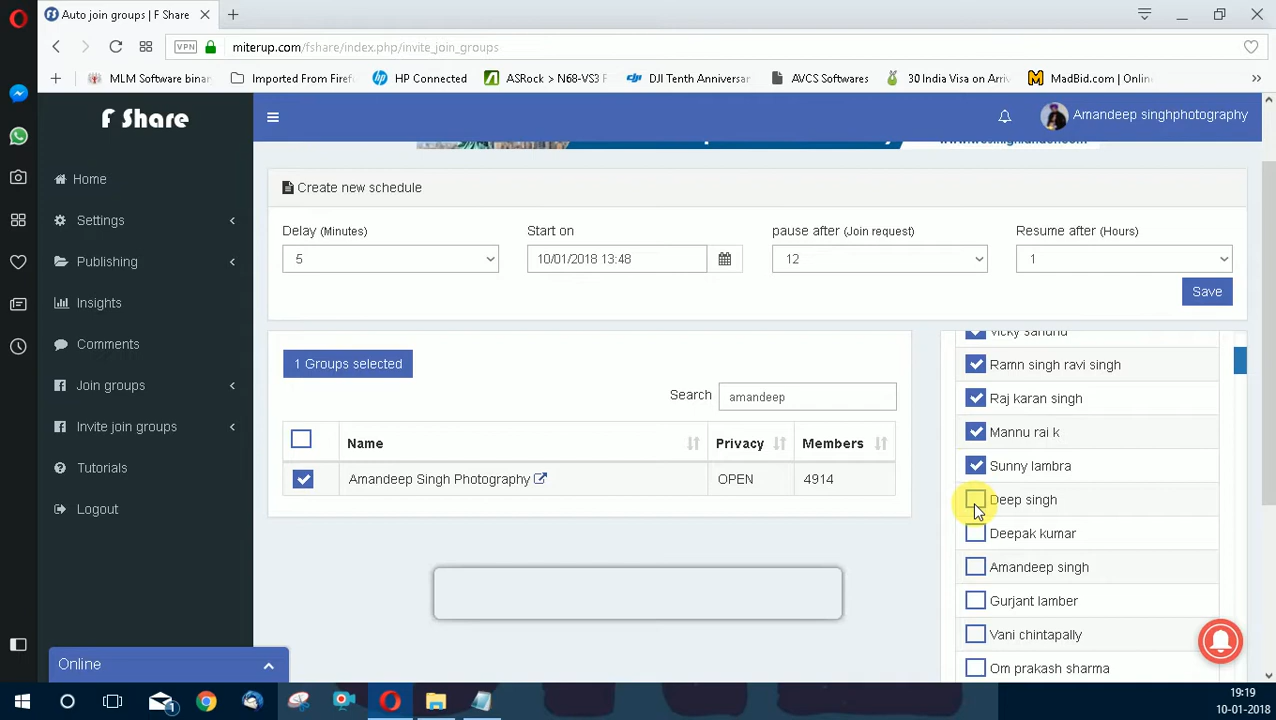 Auto join groups | F Share
VPN
miterup.com/fshare/index.php/invite_join_groups
MLM Software binar
Imported From Firef
HP Connected
ASRock > N68-VS3 F
DJI Tenth Anniversar
AVCS Softwares
30 India Visa on Arriv
MadBid.com | Online
F Share
Amandeep singhphotography
Home
Settings
Publishing
Insights
Comments
Join groups
Invite join groups
Tutorials
Logout
Create new schedule
Delay (Minutes)
Start on
pause after (Join request)
Resume after (Hours)
5
10/01/2018 13:48
12
1
Save
1 Groups selected
Search
amandeep
Name
Privacy
Members
Amandeep Singh Photography
OPEN
4914
Vicky sandhu
Ramn singh ravi singh
Raj karan singh
Mannu rai k
Sunny lambra
Deep singh
Deepak kumar
Amandeep singh
Gurjant lamber
Vani chintapally
Om prakash sharma
Online
19:19
10-01-2018